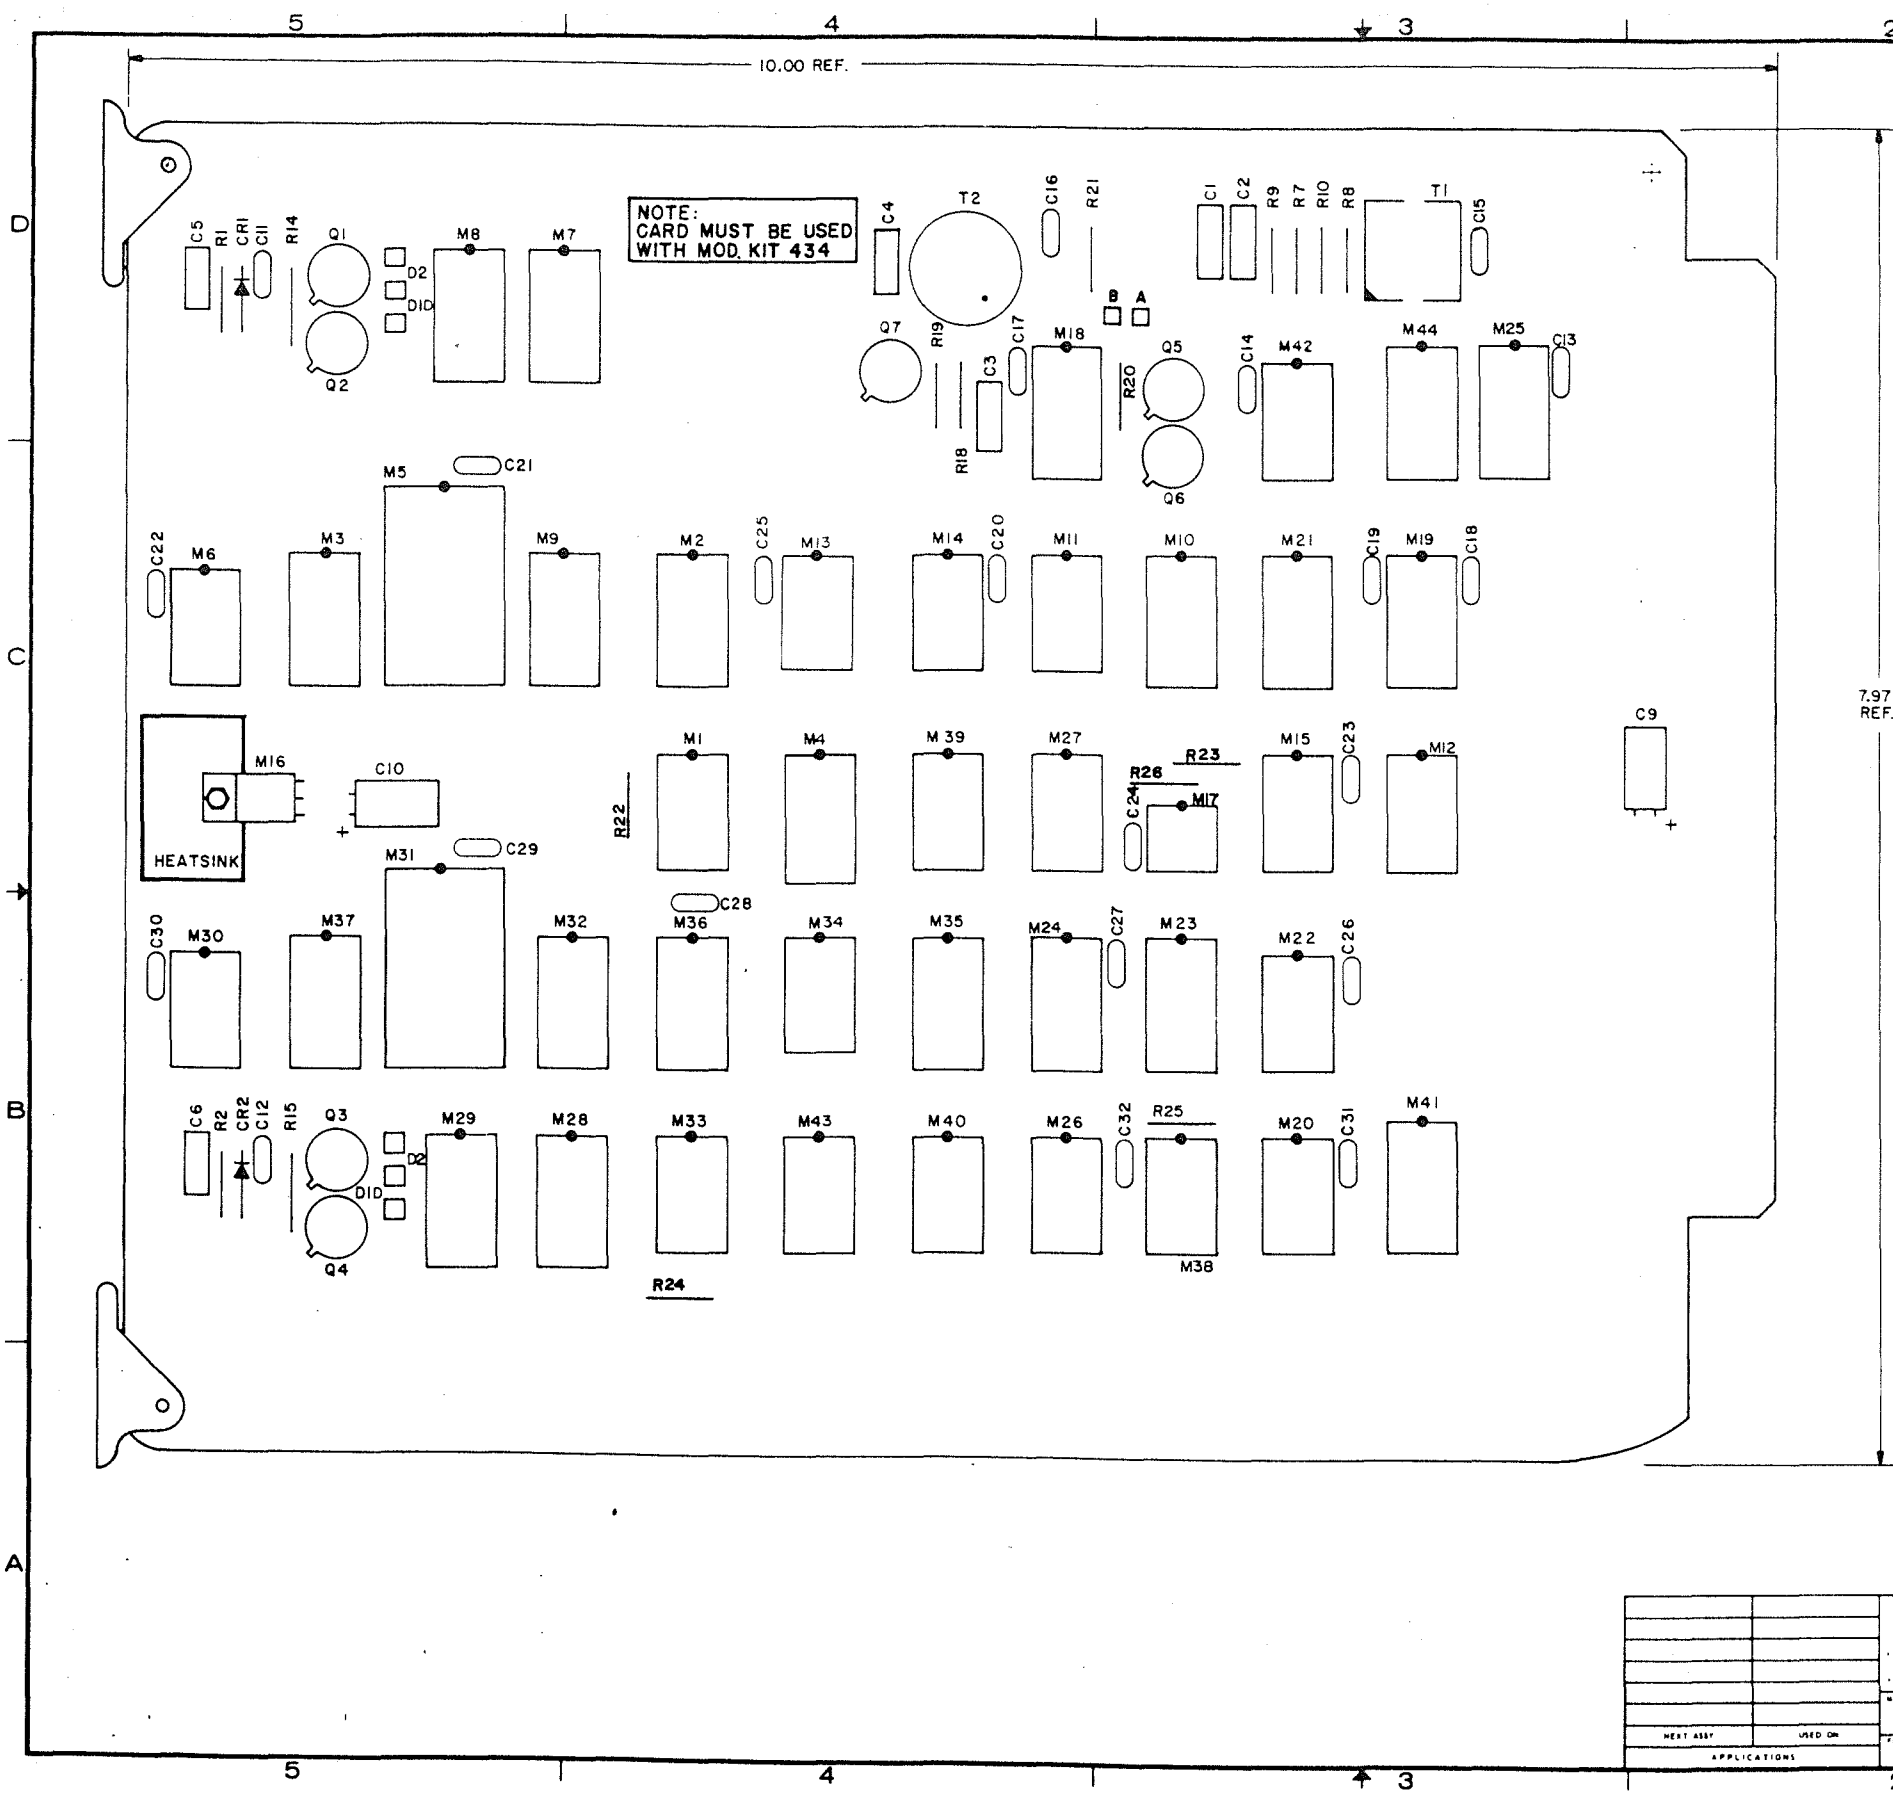 5 4 3
10.00 REF.
D
NOTE:
CARD MUST BE USED
WITH MOD. KIT 434
C5 R1 CR1 C11 R14 Q1 D2 D1D M8 M7 C4 T2 C16 R21 C1 C2 R9 R7 R10 R8 T1 C15
B A
Q2 Q7 R19 C3 C17 M18 R20 Q5 C14 M42 M44 M25 C13
R18 Q6
M5 C21
C22 M6 M3 M9 M2 C25 M13 M14 C20 M11 M10 M21 C19 M19 C18
C
7.97
REF.
C9
M16 C10 R22 M1 M4 M39 M27 R23 R26 C24 M17 M15 C23 M12
+ +
HEATSINK
M31 C29
C28
C30 M30 M37 M32 M36 M34 M35 M24 C27 M23 M22 C26
B
C6 R2 CR2 C12 R15 Q3 D2 D1D M29 M28 M33 M43 M40 M26 C32 R25 M20 C31 M41
Q4 M38
R24
A
NEXT ASSY USED ON
APPLICATIONS
5 4 3